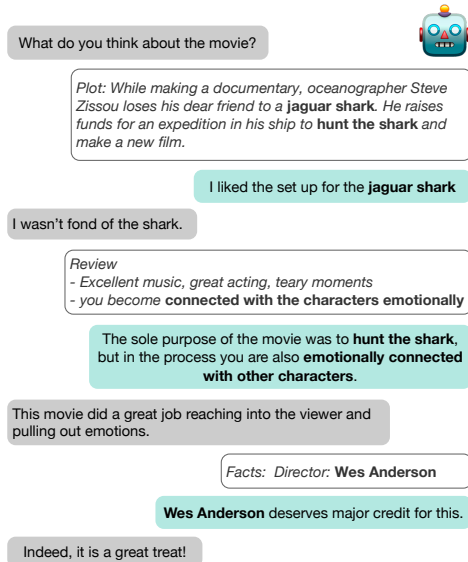 What do you think about the movie?
Plot: While making a documentary, oceanographer Steve
Zissou loses his dear friend to a jaguar shark. He raises
funds for an expedition in his ship to hunt the shark and
make a new film.
I liked the set up for the jaguar shark
I wasn't fond of the shark.
Review
- Excellent music, great acting, teary moments
- you become connected with the characters emotionally
The sole purpose of the movie was to hunt the shark,
but in the process you are also emotionally connected
with other characters.
This movie did a great job reaching into the viewer and
pulling out emotions.
Facts: Director: Wes Anderson
Wes Anderson deserves major credit for this.
Indeed, it is a great treat!